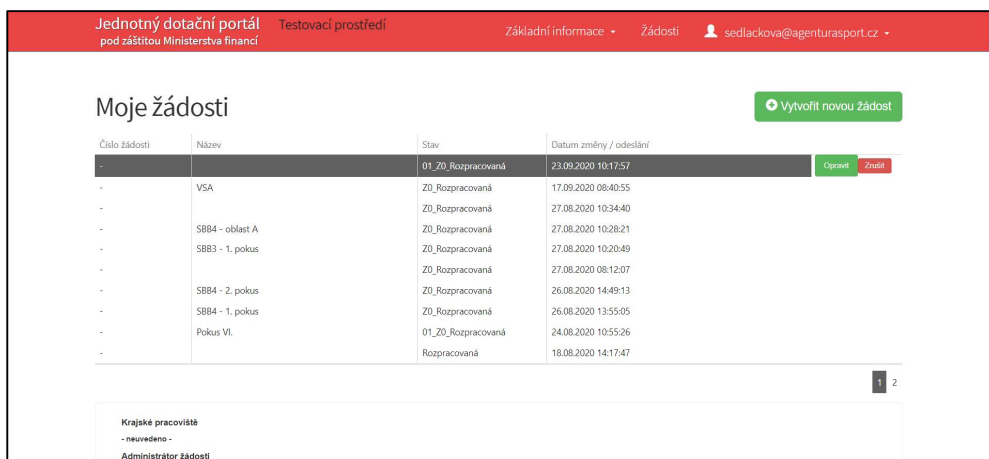 Jednotný dotační portál Testovací prostředí
pod záštitou Ministerstva financí
Základní informace Žádosti sedlackova@agenturasport.cz
Moje žádosti
Vytvořit novou žádost
Číslo žádosti Název Stav Datum změny / odeslání
- 01_Z0_Rozpracovaná 23.09.2020 10:17:57 Opravit Zrušit
- VSA Z0_Rozpracovaná 17.09.2020 08:40:55
- Z0_Rozpracovaná 27.08.2020 10:34:40
- SBB4 - oblast A Z0_Rozpracovaná 27.08.2020 10:28:21
- SBB3 - 1. pokus Z0_Rozpracovaná 27.08.2020 10:20:49
- Z0_Rozpracovaná 27.08.2020 08:12:07
- SBB4 - 2. pokus Z0_Rozpracovaná 26.08.2020 14:49:13
- SBB4 - 1. pokus Z0_Rozpracovaná 26.08.2020 13:55:05
- Pokus VI. 01_Z0_Rozpracovaná 24.08.2020 10:55:26
- Rozpracovaná 18.08.2020 14:17:47
1 2
Krajské pracoviště
- neuvedeno -
Administrátor žádosti